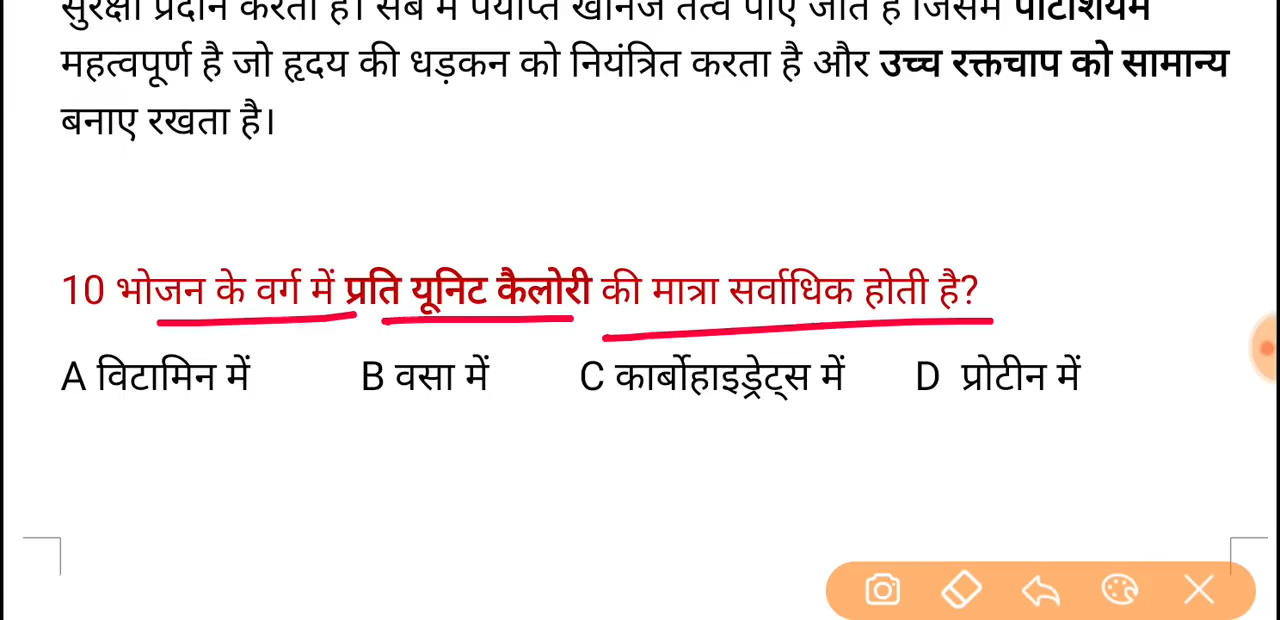 सुरक्षा प्रदान करता है। सेब में पर्याप्त खनिज तत्व पाए जाते हैं जिसमें पोटाशियम
महत्वपूर्ण है जो हृदय की धड़कन को नियंत्रित करता है और उच्च रक्तचाप को सामान्य
बनाए रखता है।
10 भोजन के वर्ग में प्रति यूनिट कैलोरी की मात्रा सर्वाधिक होती है?
A विटामिन में B वसा में C कार्बोहाइड्रेट्स में D प्रोटीन में